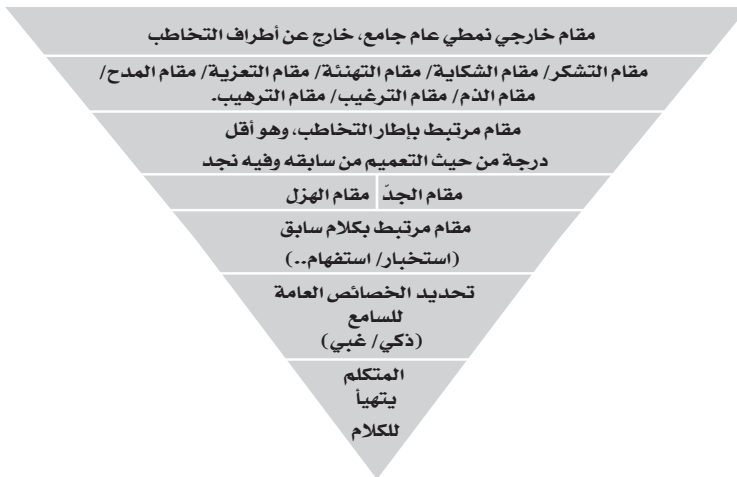 مقام خارجي نمطي عام جامع، خارج عن أطراف التخاطب
مقام التشكر/ مقام الشكاية/ مقام التهنئة/ مقام التعزية/ مقام المدح/
مقام الذم/ مقام الترغيب/ مقام الترهيب.
مقام مرتبط بإطار التخاطب، وهو أقل
درجة من حيث التعميم من سابقه وفيه نجد
مقام الجدّ مقام الهزل
مقام مرتبط بكلام سابق
(استخبار/ استفهام..)
تحديد الخصائص العامة
للسامع
(ذكي/ غبي)
المتكلم
يتهيأ
للكلام